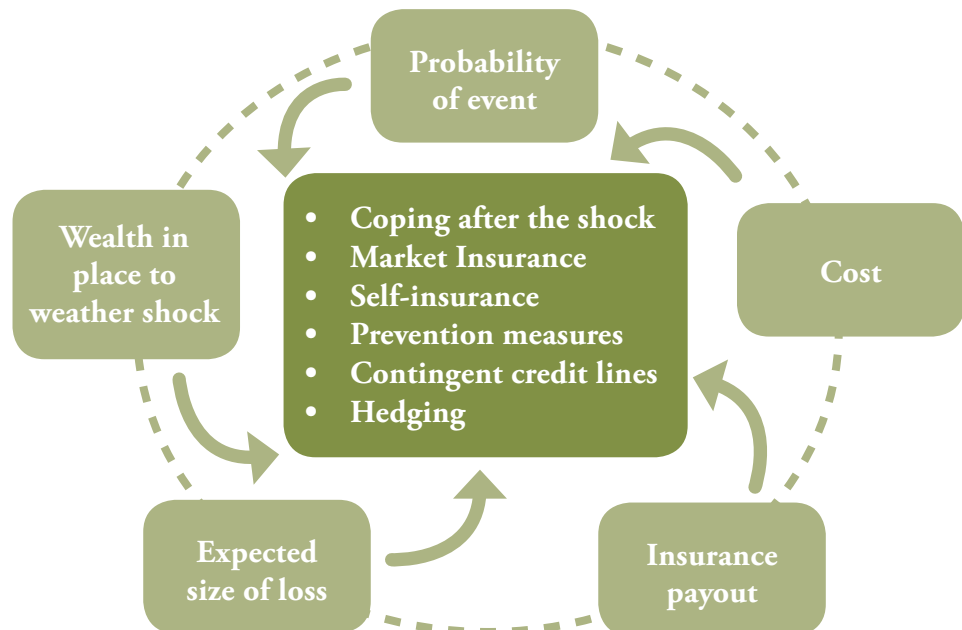 Probability
of event
Wealth in
place to
weather shock
• Coping after the shock
• Market Insurance
• Self-insurance
• Prevention measures
• Contingent credit lines
• Hedging
Cost
Expected
size of loss
Insurance
payout